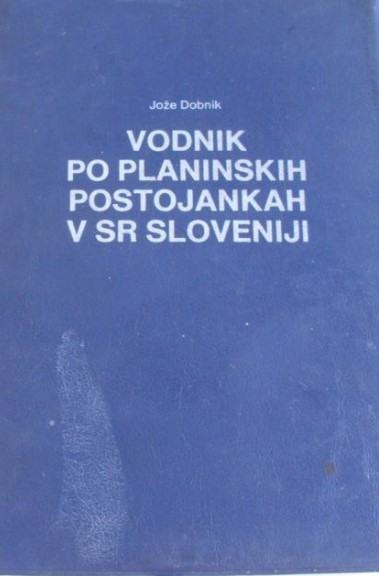 Jože Dobnik
VODNIK
PO PLANINSKIH
POSTOJANKAH
V SR SLOVENIJI